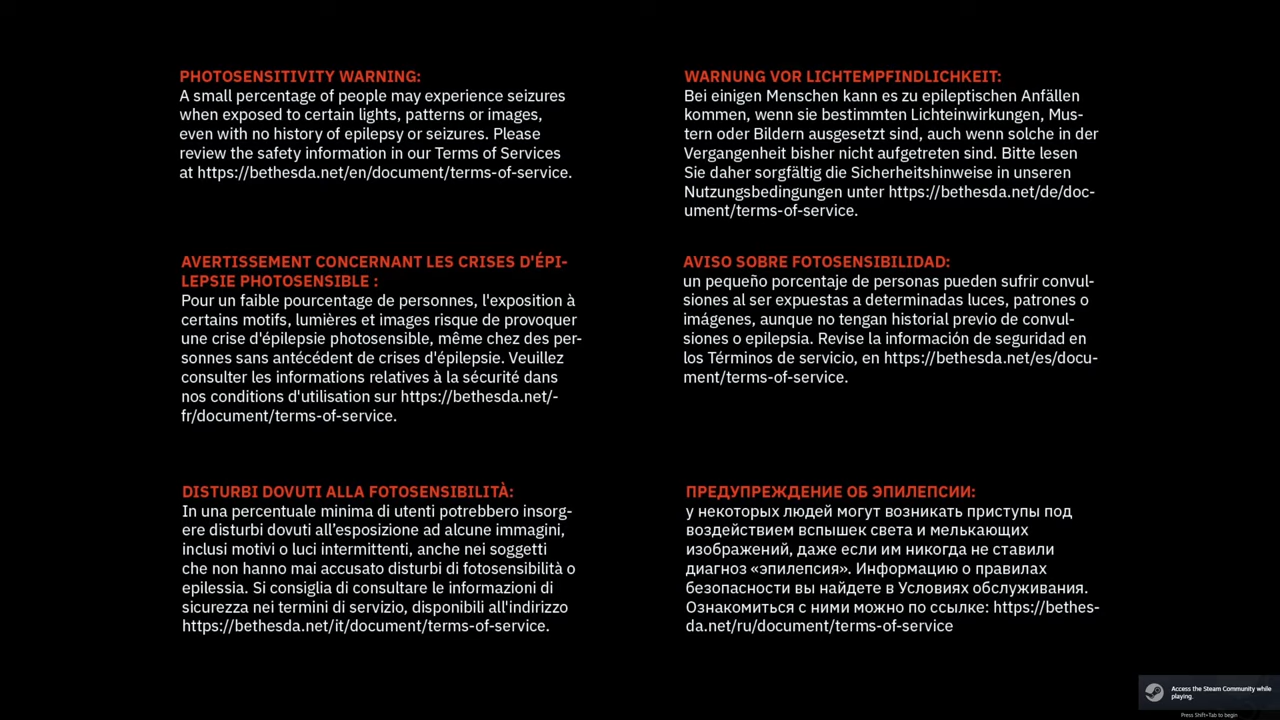 PHOTOSENSITIVITY WARNING:
A small percentage of people may experience seizures
when exposed to certain lights, patterns or images,
even with no history of epilepsy or seizures. Please
review the safety information in our Terms of Services
at https://bethesda.net/en/document/terms-of-service.
WARNUNG VOR LICHTEMPFINDLICHKEIT:
Bei einigen Menschen kann es zu epileptischen Anfällen
kommen, wenn sie bestimmten Lichteinwirkungen, Mus-
tern oder Bildern ausgesetzt sind, auch wenn solche in der
Vergangenheit bisher nicht aufgetreten sind. Bitte lesen
Sie daher sorgfältig die Sicherheitshinweise in unseren
Nutzungsbedingungen unter https://bethesda.net/de/doc-
ument/terms-of-service.
AVERTISSEMENT CONCERNANT LES CRISES D'ÉPI-
LEPSIE PHOTOSENSIBLE :
Pour un faible pourcentage de personnes, l'exposition à
certains motifs, lumières et images risque de provoquer
une crise d'épilepsie photosensible, même chez des per-
sonnes sans antécédent de crises d'épilepsie. Veuillez
consulter les informations relatives à la sécurité dans
nos conditions d'utilisation sur https://bethesda.net/-
fr/document/terms-of-service.
AVISO SOBRE FOTOSENSIBILIDAD:
un pequeño porcentaje de personas pueden sufrir convul-
siones al ser expuestas a determinadas luces, patrones o
imágenes, aunque no tengan historial previo de convul-
siones o epilepsia. Revise la información de seguridad en
los Términos de servicio, en https://bethesda.net/es/docu-
ment/terms-of-service.
DISTURBI DOVUTI ALLA FOTOSENSIBILITÀ:
In una percentuale minima di utenti potrebbero insorg-
ere disturbi dovuti all’esposizione ad alcune immagini,
inclusi motivi o luci intermittenti, anche nei soggetti
che non hanno mai accusato disturbi di fotosensibilità o
epilessia. Si consiglia di consultare le informazioni di
sicurezza nei termini di servizio, disponibili all'indirizzo
https://bethesda.net/it/document/terms-of-service.
ПРЕДУПРЕЖДЕНИЕ ОБ ЭПИЛЕПСИИ:
у некоторых людей могут возникать приступы под
воздействием вспышек света и мелькающих
изображений, даже если им никогда не ставили
диагноз «эпилепсия». Информацию о правилах
безопасности вы найдете в Условиях обслуживания.
Ознакомиться с ними можно по ссылке: https://bethes-
da.net/ru/document/terms-of-service
Access the Steam Community while
playing.
Press Shift+Tab to begin